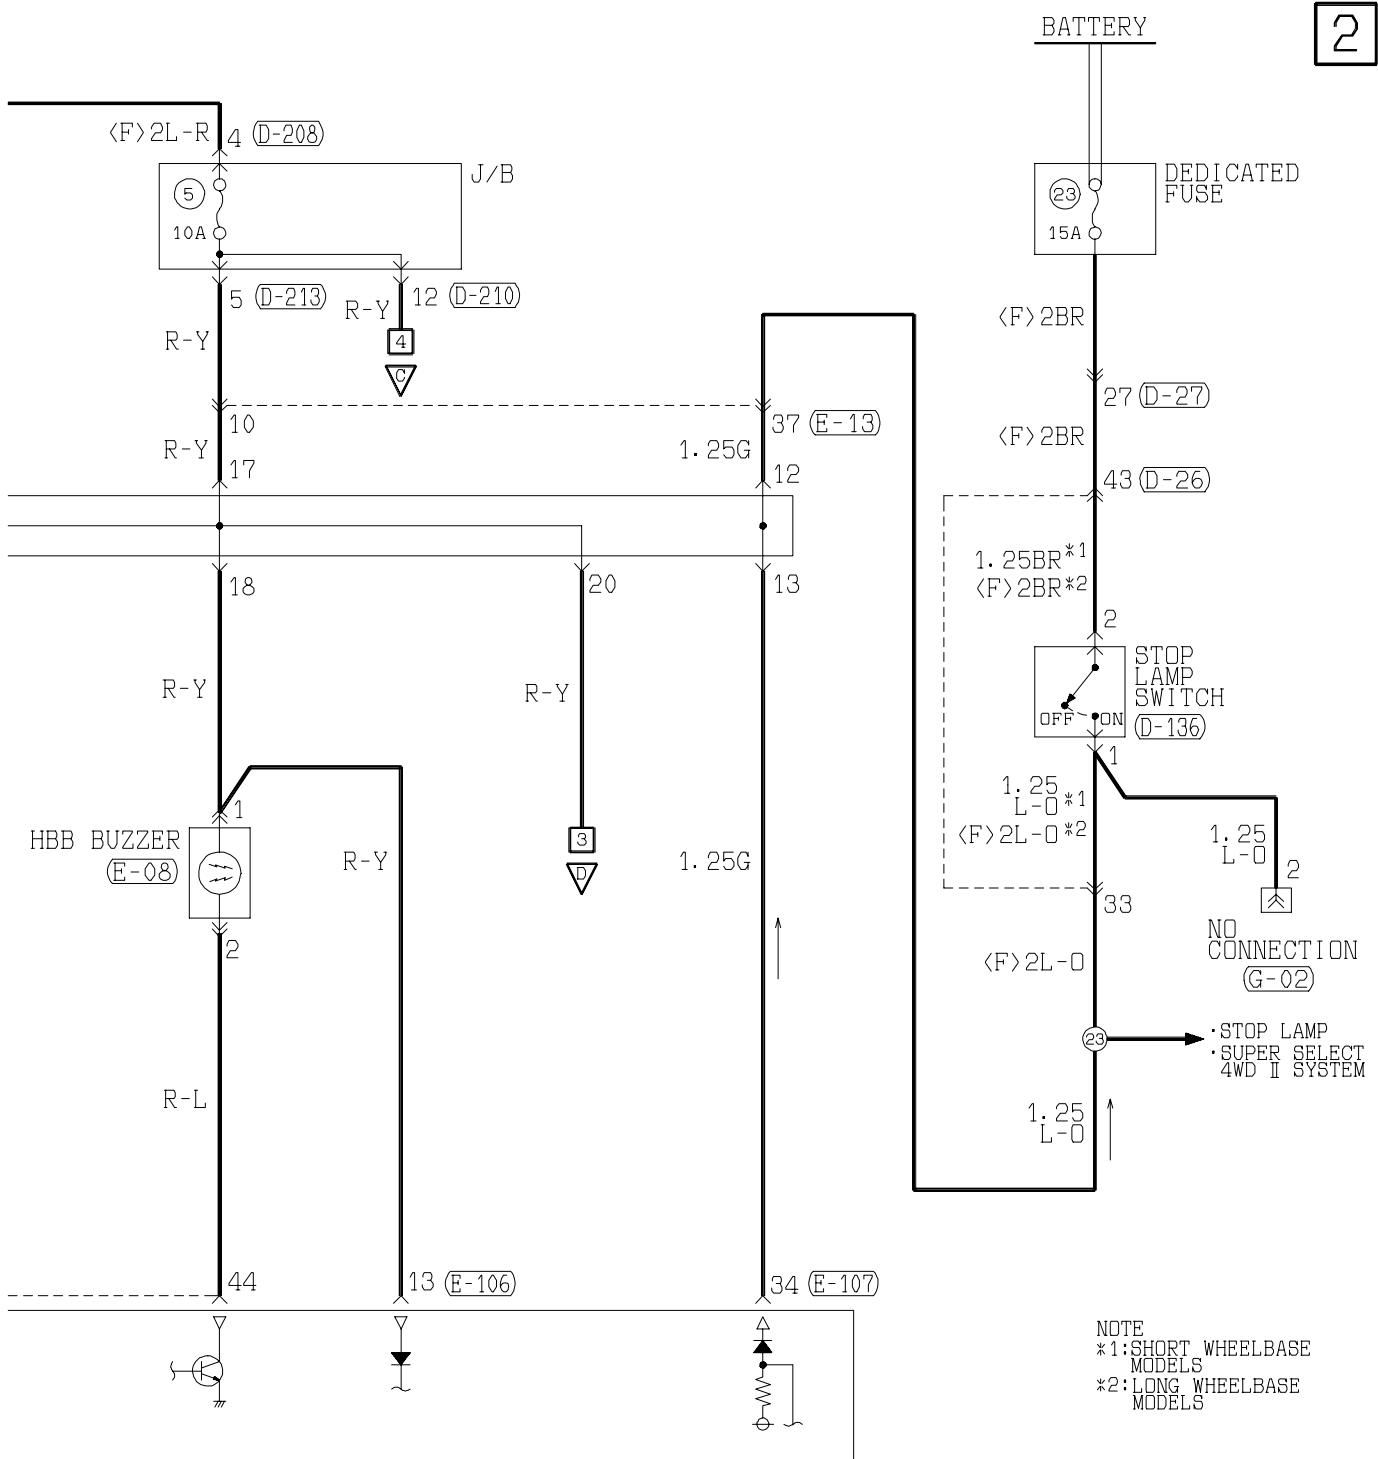 BATTERY
2
<F>2L-R
4
(D-208)
J/B
5
10A
DEDICATED
FUSE
23
15A
5
(D-213)
12
(D-210)
R-Y
R-Y
4
C
<F>2BR
27
(D-27)
10
37
(E-13)
<F>2BR
R-Y
1.25G
17
12
43
(D-26)
1.25BR*1
<F>2BR*2
18
20
13
2
STOP
LAMP
SWITCH
(D-136)
OFF
ON
R-Y
R-Y
1
1.25
L-O*1
<F>2L-O*2
1
HBB BUZZER
(E-08)
R-Y
3
D
1.25G
1.25
L-O
2
33
2
NO
CONNECTION
(G-02)
<F>2L-O
23
·STOP LAMP
·SUPER SELECT
4WD II SYSTEM
R-L
1.25
L-O
44
13
(E-106)
34
(E-107)
NOTE
*1:SHORT WHEELBASE
MODELS
*2:LONG WHEELBASE
MODELS